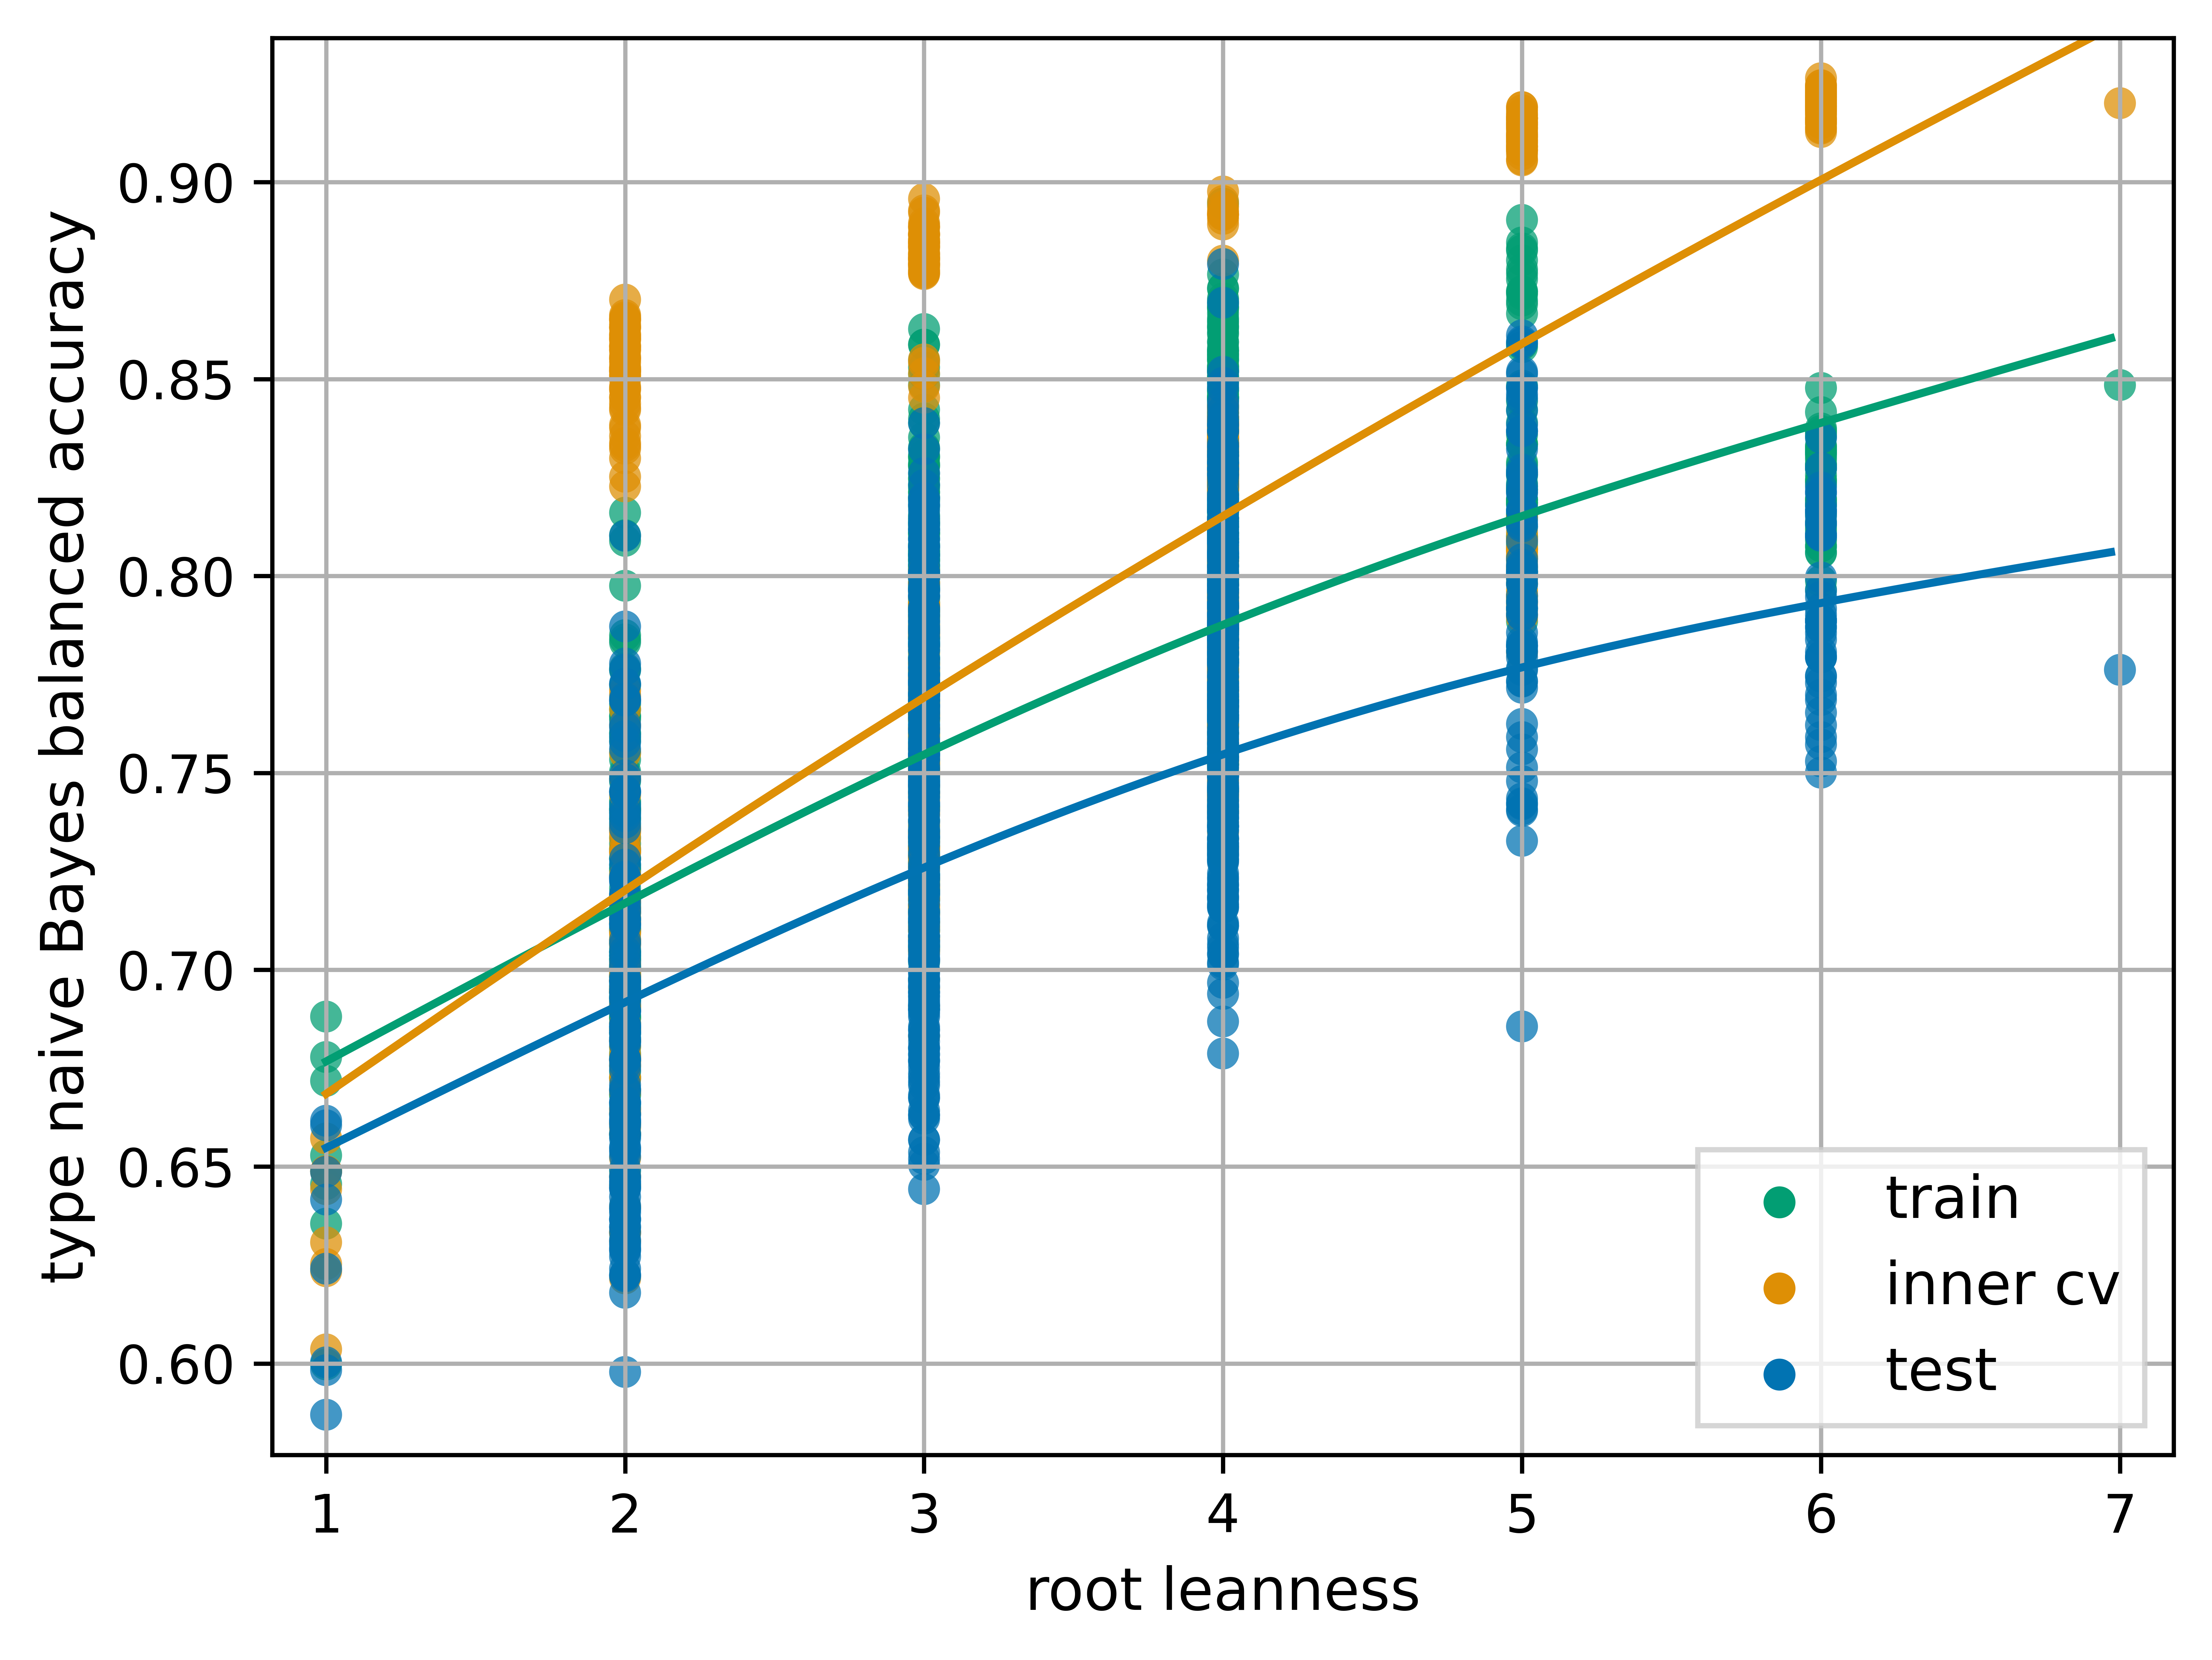 type naive Bayes balanced accuracy
0.90
0.85
0.80
0.75
0.70
0.65
0.60
1 2 3 4 5 6 7
root leanness
train
inner cv
test